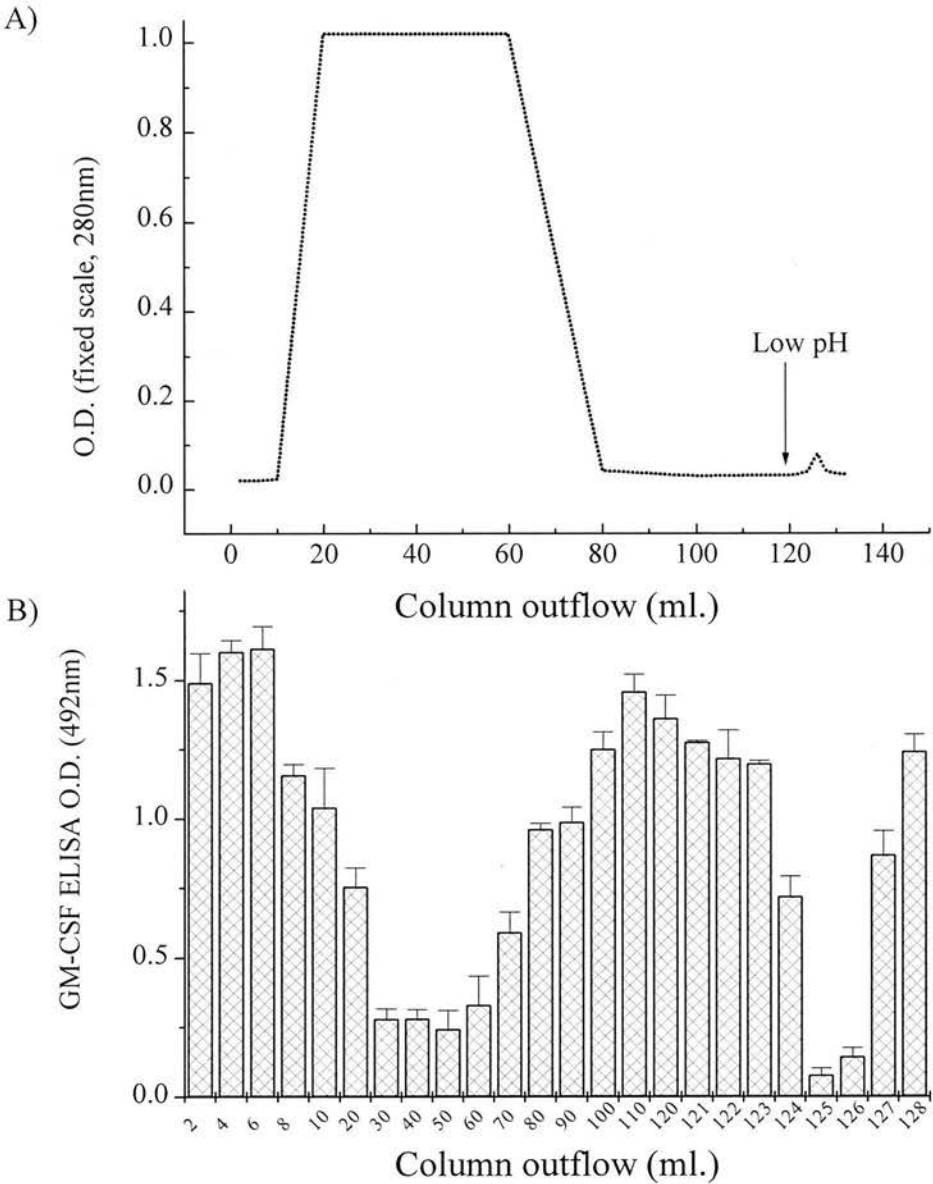 A)
O.D. (fixed scale, 280nm)
1.0
0.8
0.6
0.4
0.2
0.0
Low pH
0 20 40 60 80 100 120 140
Column outflow (ml.)
B)
GM-CSF ELISA O.D. (492nm)
1.5
1.0
0.5
0.0
2 4 6 8 10 20 30 40 50 60 70 80 90 100 110 120 121 122 123 124 125 126 127 128
Column outflow (ml.)